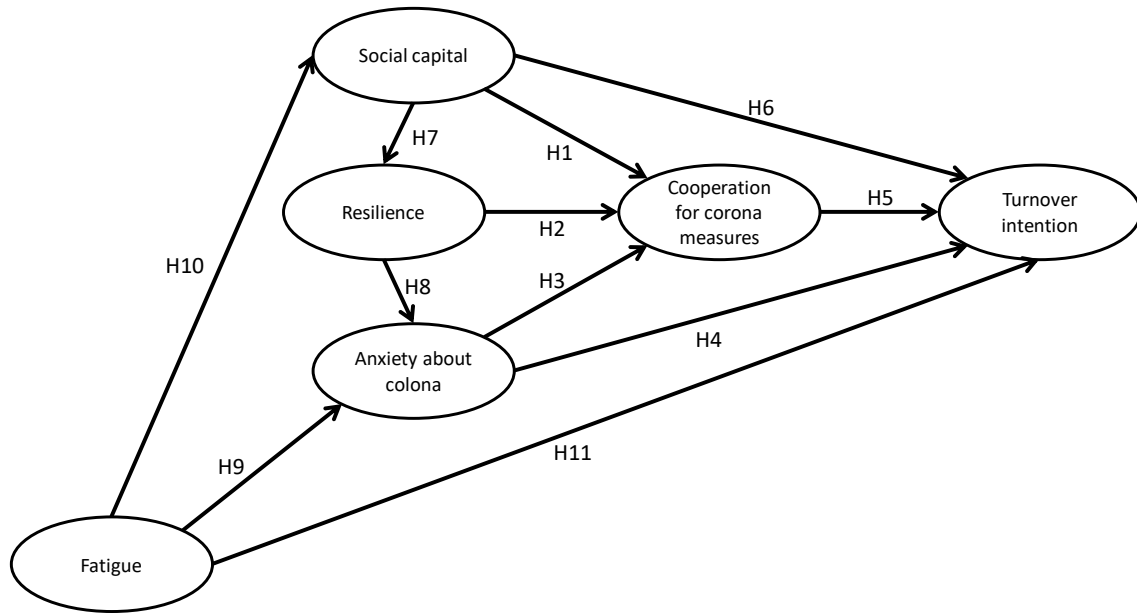 Social capital
H6
H7
H1
Cooperation
for corona
measures
Resilience
H2
H5
Turnover
intention
H10
H8
H3
Anxiety about
colona
H4
H9
H11
Fatigue